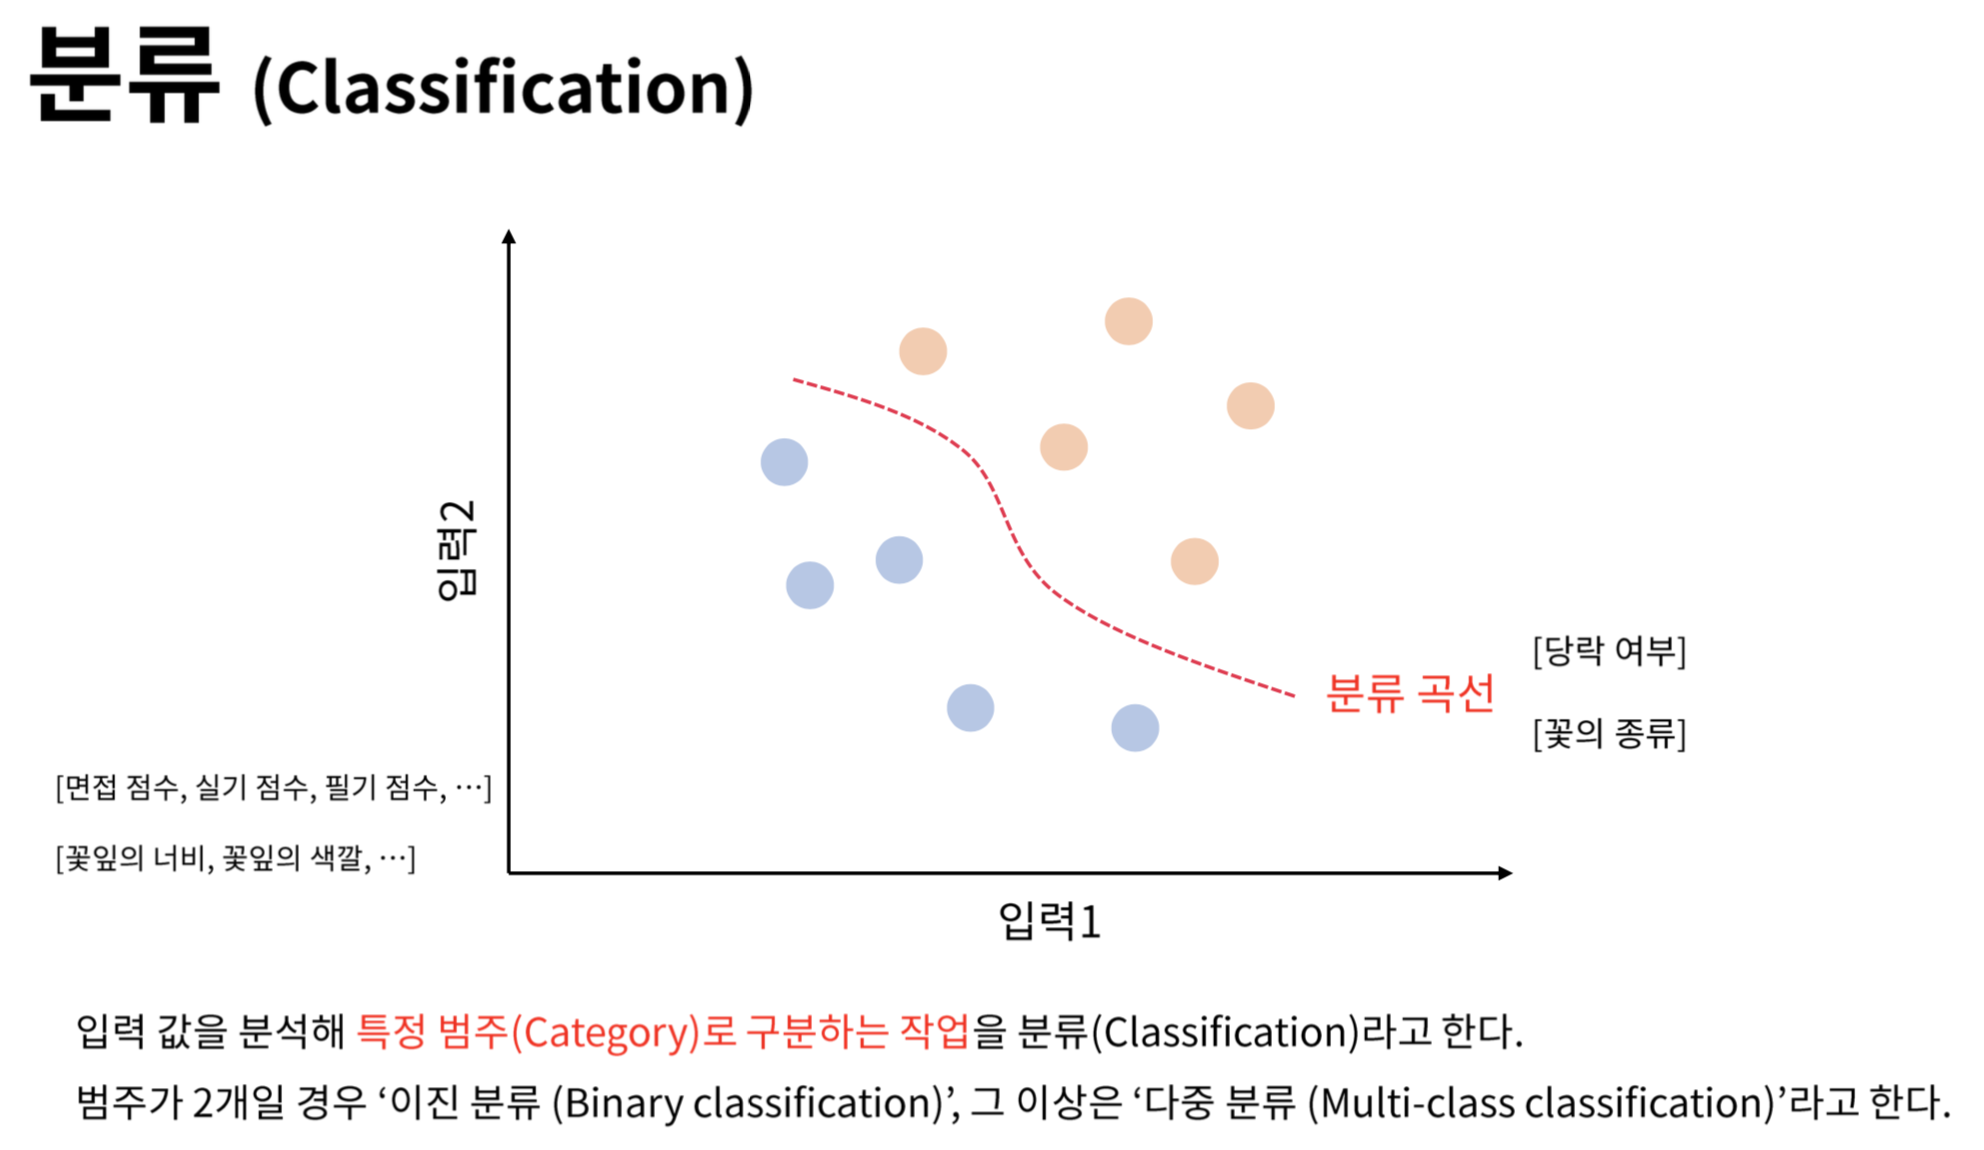 분류 (Classification)
입력2
[당락 여부]
분류 곡선
[꽃의 종류]
[면접 점수, 실기 점수, 필기 점수, …]
[꽃잎의 너비, 꽃잎의 색깔, …]
입력1
입력 값을 분석해 특정 범주(Category)로 구분하는 작업을 분류(Classification)라고 한다.
범주가 2개일 경우 ‘이진 분류 (Binary classification)’, 그 이상은 ‘다중 분류 (Multi-class classification)’라고 한다.